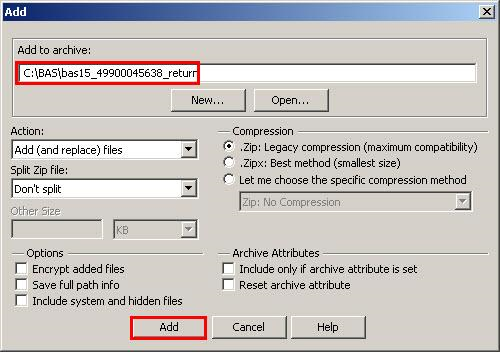 Add
Add to archive:
C:\BAS\bas15_49900045638_return
New... Open...
Action:
Add (and replace) files
Split Zip file:
Don't split
Other Size
KB
Compression
.Zip: Legacy compression (maximum compatibility)
.Zipx: Best method (smallest size)
Let me choose the specific compression method
Zip: No Compression
Options
Encrypt added files
Save full path info
Include system and hidden files
Archive Attributes
Include only if archive attribute is set
Reset archive attribute
Add Cancel Help